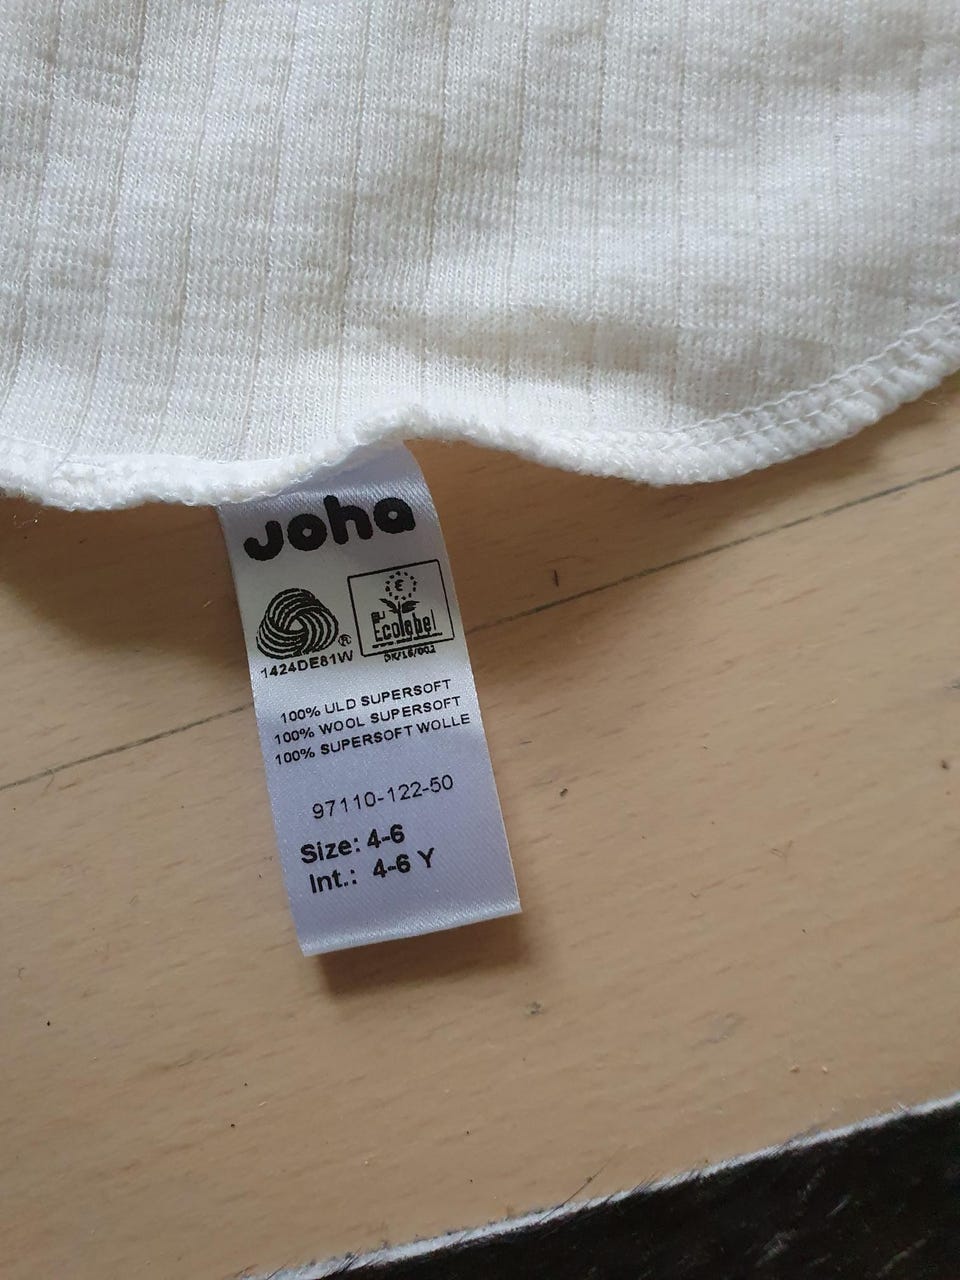 Joha
€
EU
Ecolabel
®
1424DE81W
DK/16/002
100% ULD SUPERSOFT
100% WOOL SUPERSOFT
100% SUPERSOFT WOLLE
97110-122-50
Size: 4-6
Int.: 4-6 Y